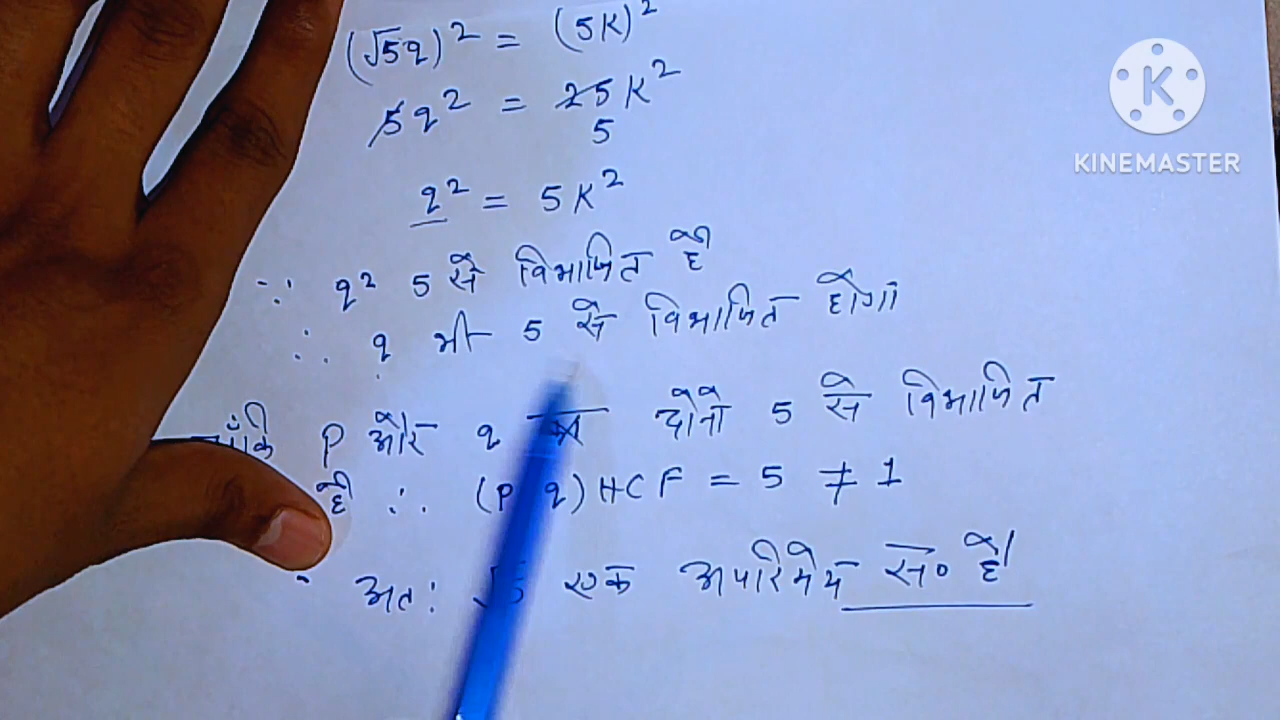 (√5q)² = (5K)²
5q² = 25K²
5
q² = 5K²
∵ q² 5 से विभाजित है
∴ q भी 5 से विभाजित होगा
P और q दोनो 5 से विभाजित
है ∴ (P q) HCF = 5 ≠ 1
अतः √5 एक अपरिमेय सं० है
K
KINEMASTER